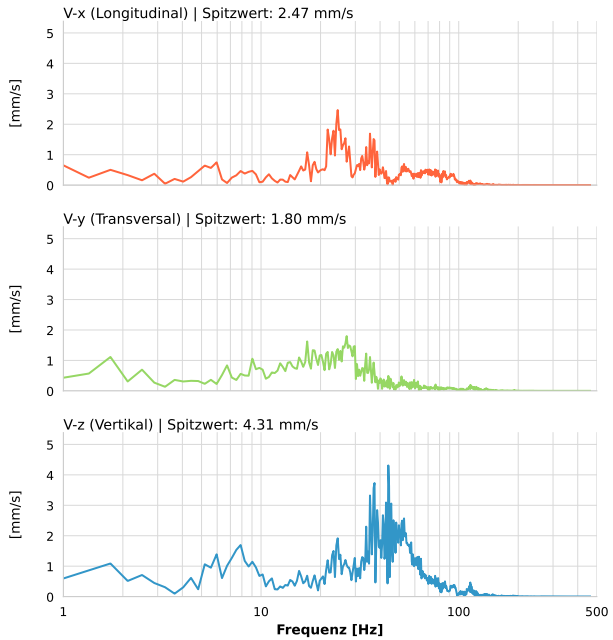 V-x (Longitudinal) | Spitzwert: 2.47 mm/s
5
4
3
2
1
0
[mm/s]
V-y (Transversal) | Spitzwert: 1.80 mm/s
5
4
3
2
1
0
[mm/s]
V-z (Vertikal) | Spitzwert: 4.31 mm/s
5
4
3
2
1
0
[mm/s]
1 10 100 500
Frequenz [Hz]